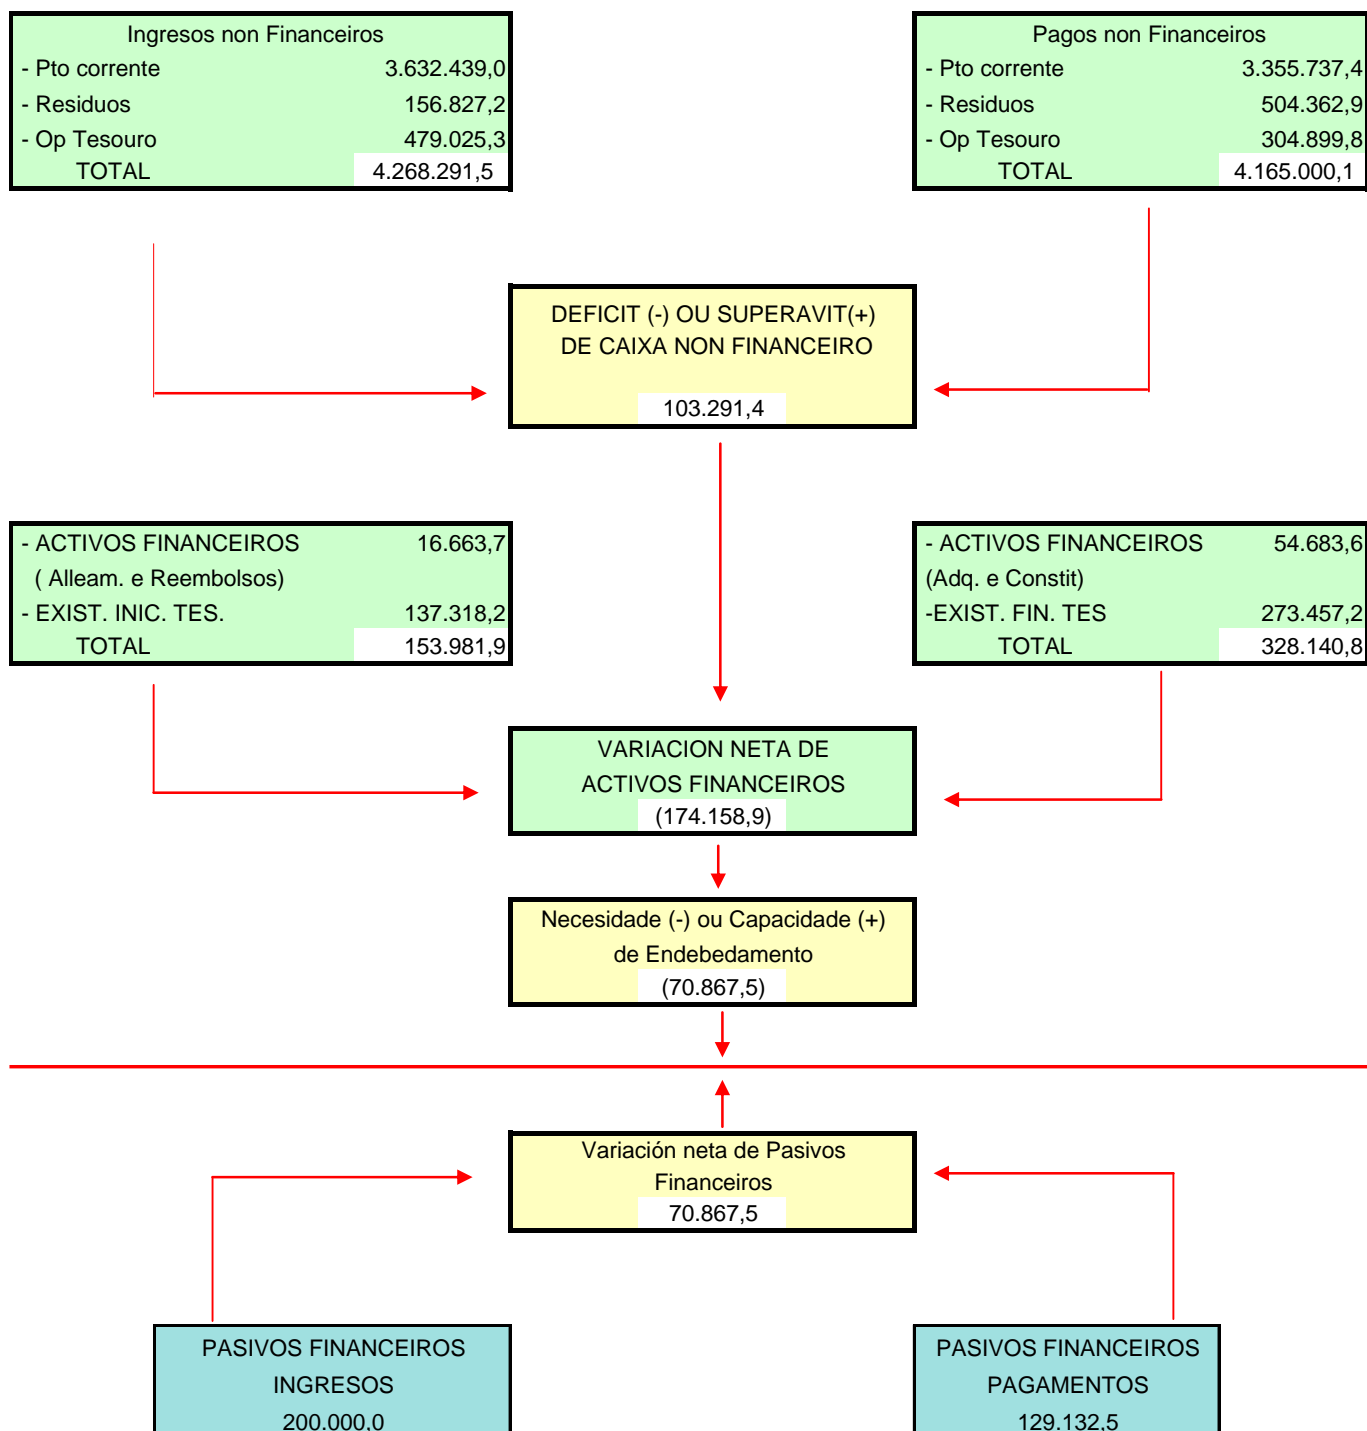 Ingresos non Financeiros
- Pto corrente 3.632.439,0
- Residuos 156.827,2
- Op Tesouro 479.025,3
TOTAL 4.268.291,5
Pagos non Financeiros
- Pto corrente 3.355.737,4
- Residuos 504.362,9
- Op Tesouro 304.899,8
TOTAL 4.165.000,1
DEFICIT (-) OU SUPERAVIT(+)
DE CAIXA NON FINANCEIRO
103.291,4
- ACTIVOS FINANCEIROS 16.663,7
( Alleam. e Reembolsos)
- EXIST. INIC. TES. 137.318,2
TOTAL 153.981,9
- ACTIVOS FINANCEIROS 54.683,6
(Adq. e Constit)
-EXIST. FIN. TES 273.457,2
TOTAL 328.140,8
VARIACION NETA DE
ACTIVOS FINANCEIROS
(174.158,9)
Necesidade (-) ou Capacidade (+)
de Endebedamento
(70.867,5)
Variación neta de Pasivos
Financeiros
70.867,5
PASIVOS FINANCEIROS
INGRESOS
200.000,0
PASIVOS FINANCEIROS
PAGAMENTOS
129.132,5